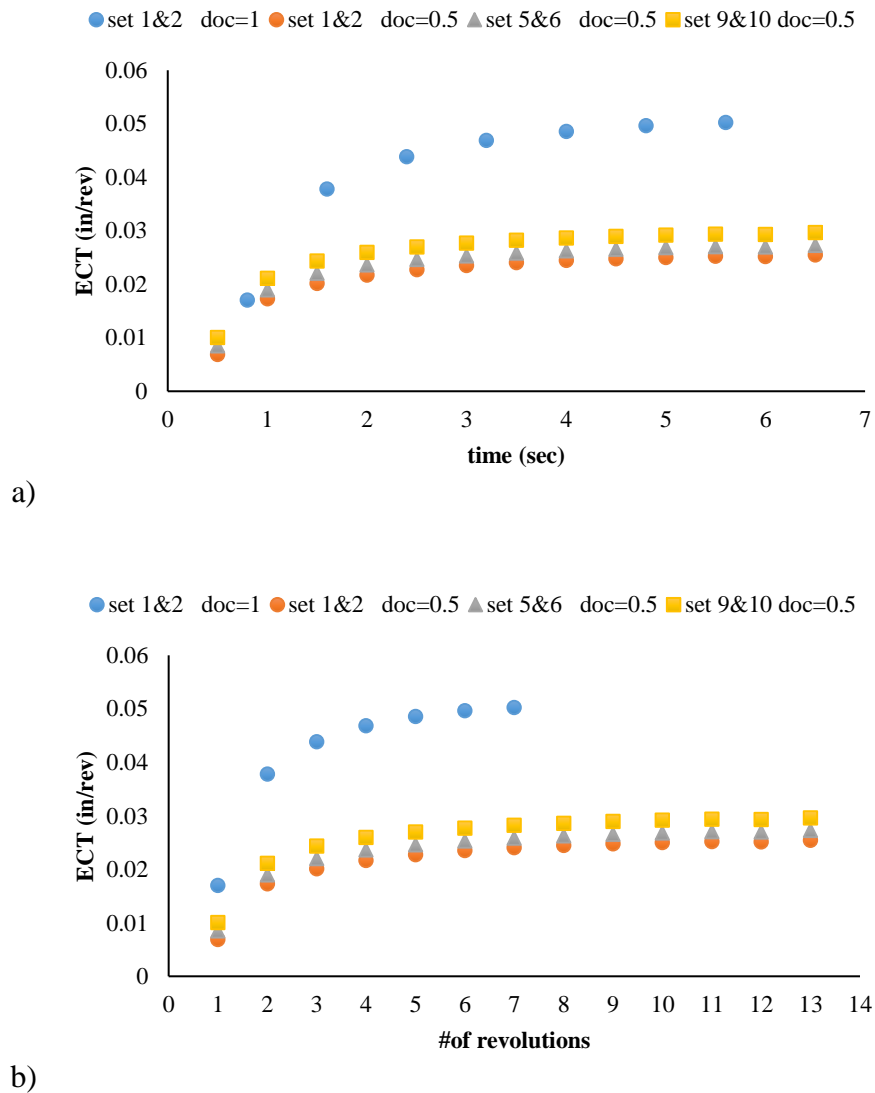 set 1&2 doc=1 set 1&2 doc=0.5 set 5&6 doc=0.5 set 9&10 doc=0.5
0.06
0.05
0.04
0.03
0.02
0.01
0
ECT (in/rev)
0 1 2 3 4 5 6 7
time (sec)
a)
set 1&2 doc=1 set 1&2 doc=0.5 set 5&6 doc=0.5 set 9&10 doc=0.5
0.06
0.05
0.04
0.03
0.02
0.01
0
ECT (in/rev)
0 1 2 3 4 5 6 7 8 9 10 11 12 13 14
#of revolutions
b)